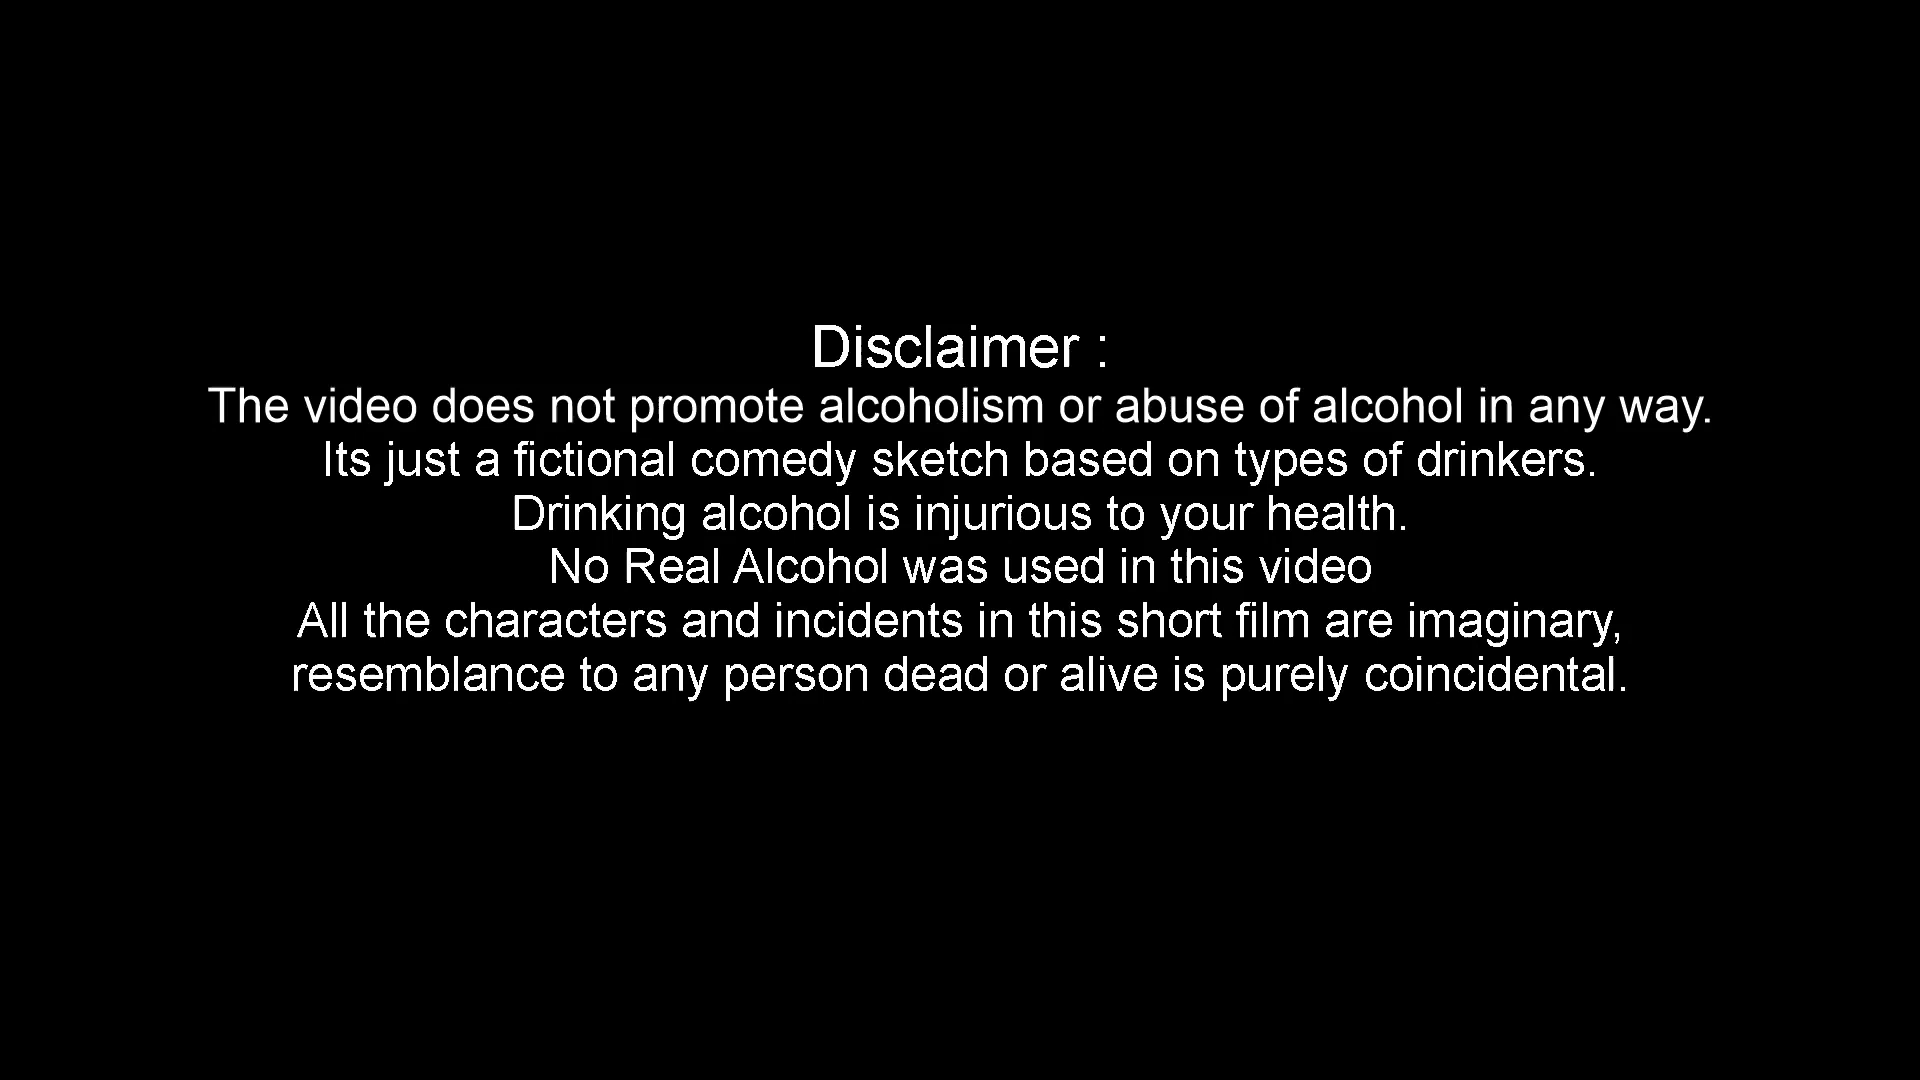 Disclaimer :
The video does not promote alcoholism or abuse of alcohol in any way.
Its just a fictional comedy sketch based on types of drinkers.
Drinking alcohol is injurious to your health.
No Real Alcohol was used in this video
All the characters and incidents in this short film are imaginary,
resemblance to any person dead or alive is purely coincidental.